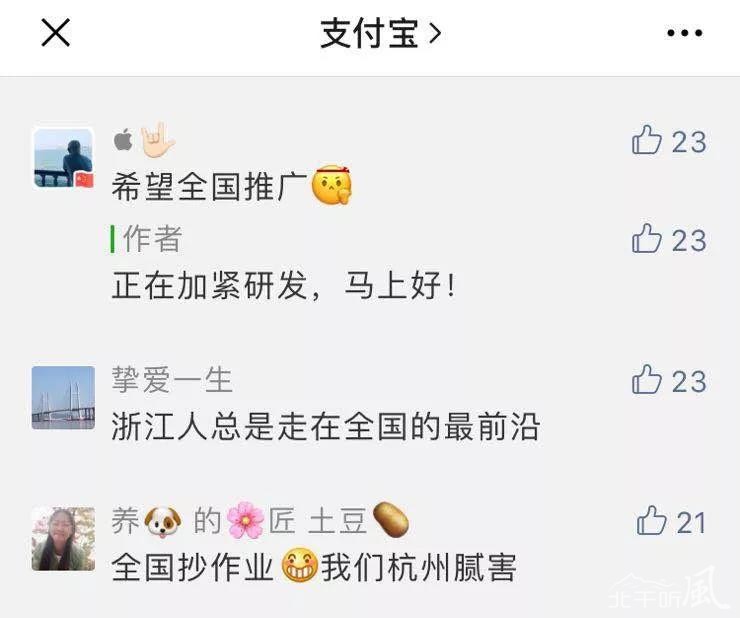 支付宝
23
希望全国推广
作者
23
正在加紧研发，马上好！
挚爱一生
23
浙江人总是走在全国的最前沿
养🐶的🌸匠 土豆🥔
21
全国抄作业😁我们杭州腻害
北千听風